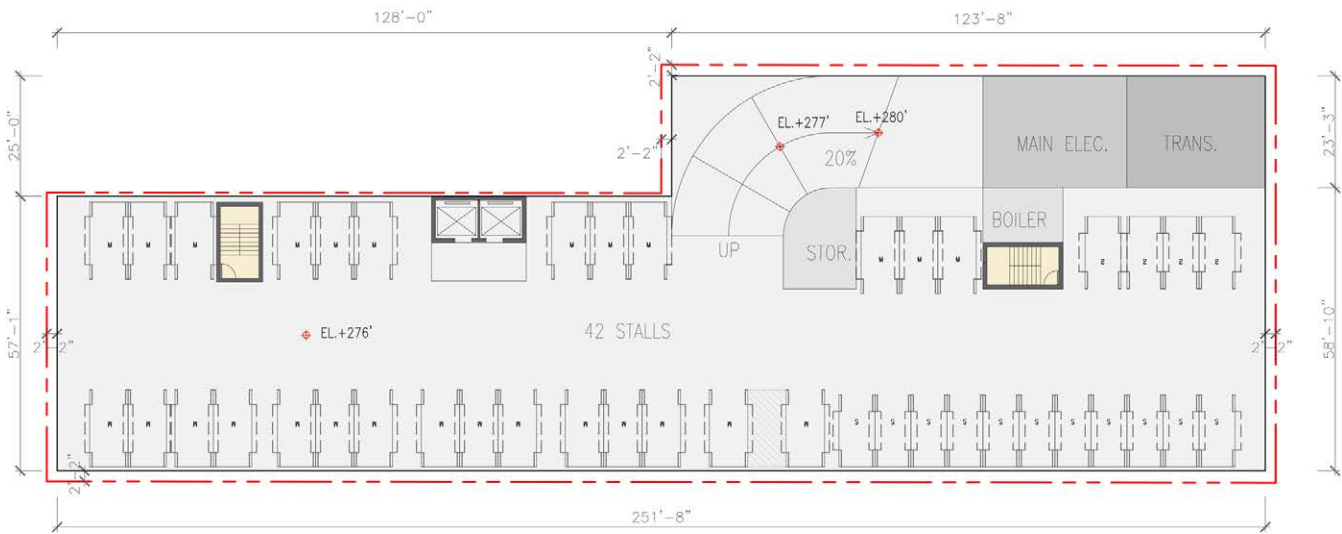 128'-0"
123'-8"
2'-2"
25'-0"
23'-3"
EL.+277'
EL.+280'
2'-2"
20%
MAIN ELEC.
TRANS.
BOILER
UP
STOR.
M M M M M M M M M M M M
57'-1"
58'-10"
EL.+276'
42 STALLS
2'-2"
2'-2"
M M M M M M M M M M M M M M M S S S S S S S S S S S
2'-2"
251'-8"